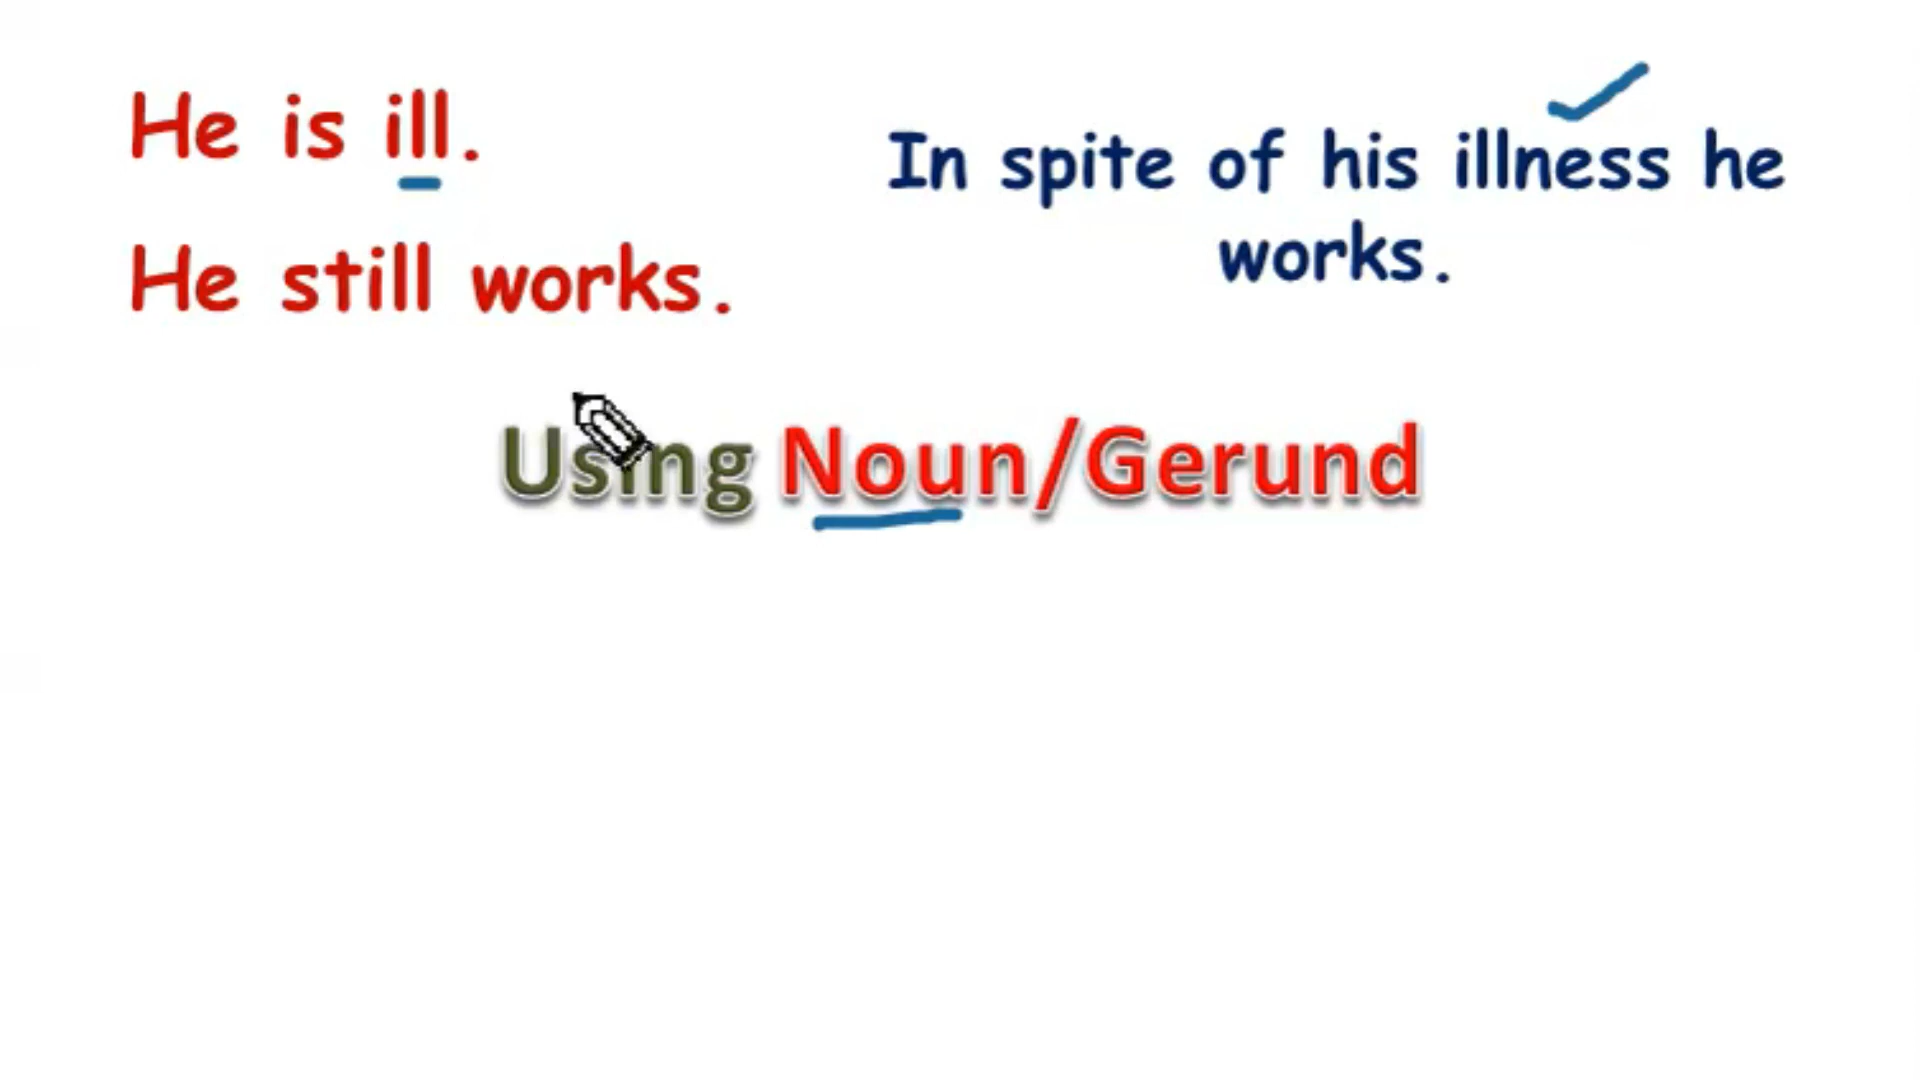 He is ill.
He still works.
In spite of his illness he
works.
Using Noun/Gerund